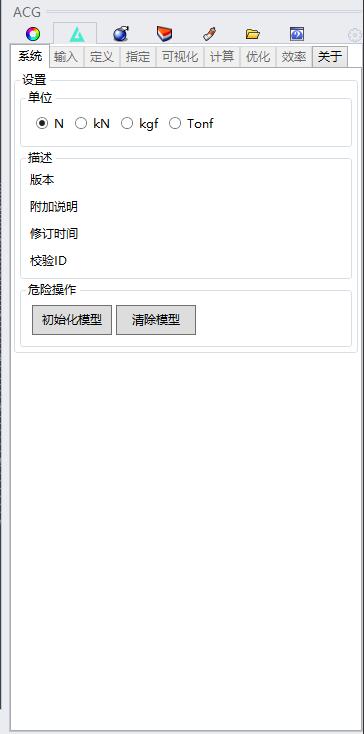 ACG
系统 输入 定义 指定 可视化 计算 优化 效率 关于
设置
单位
N kN kgf Tonf
描述
版本
附加说明
修订时间
校验ID
危险操作
初始化模型 清除模型